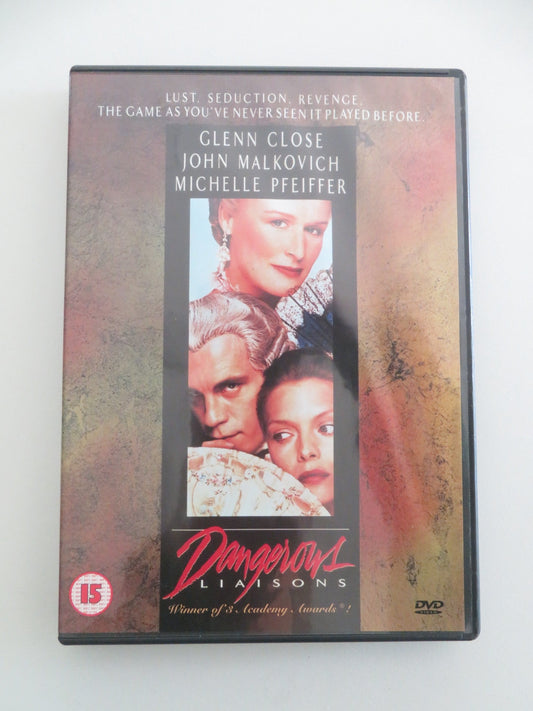 LUST. SEDUCTION. REVENGE.
THE GAME AS YOU'VE NEVER SEEN IT PLAYED BEFORE.
GLENN CLOSE
JOHN MALKOVICH
MICHELLE PFEIFFER
Dangerous
LIAISONS
Winner of 3 Academy Awards®!
15
DVD
VIDEO